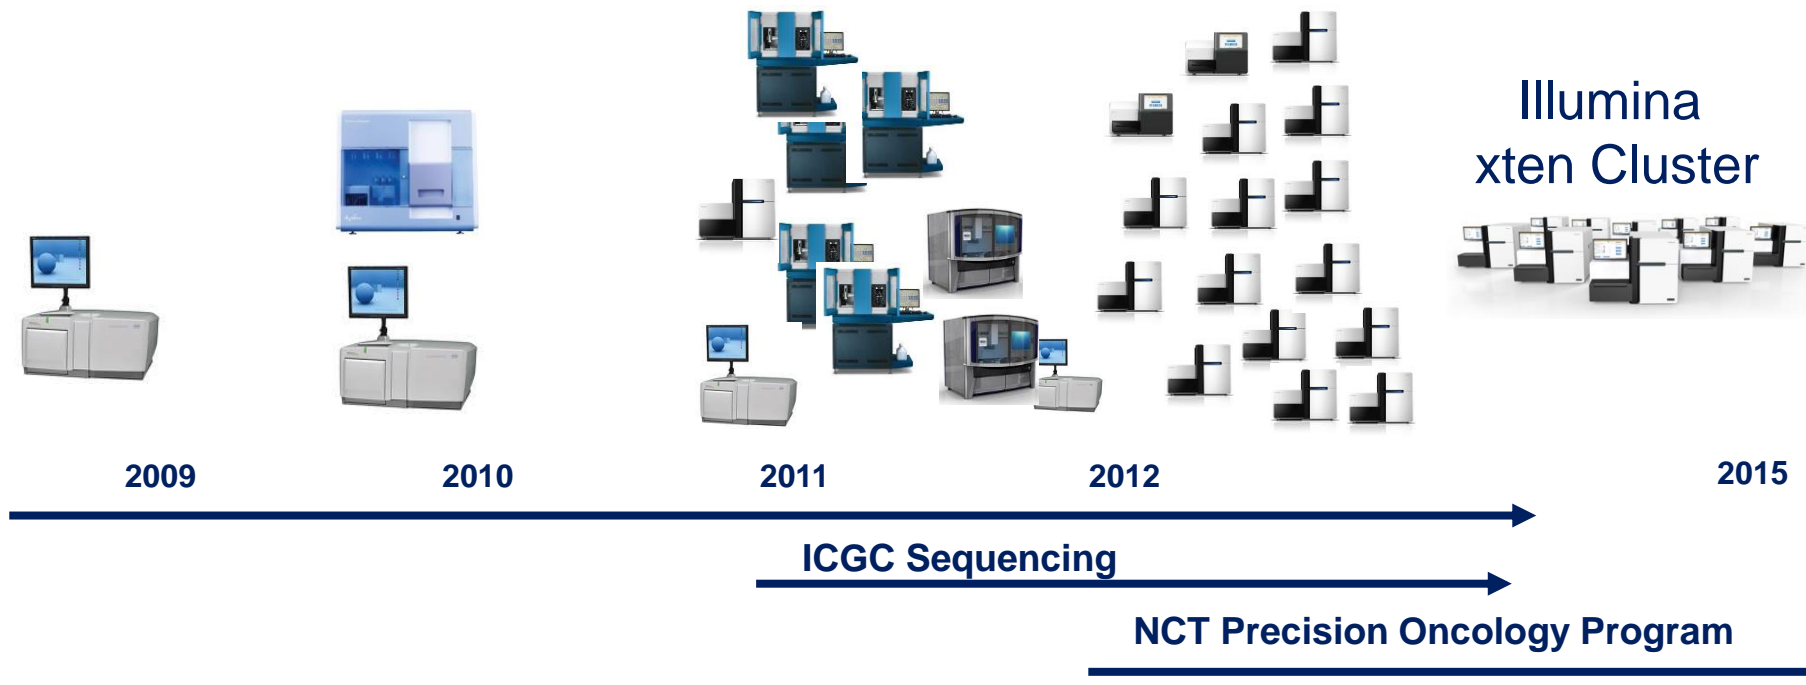 Illumina
xten Cluster
2009
2010
2011
2012
2015
ICGC Sequencing
NCT Precision Oncology Program